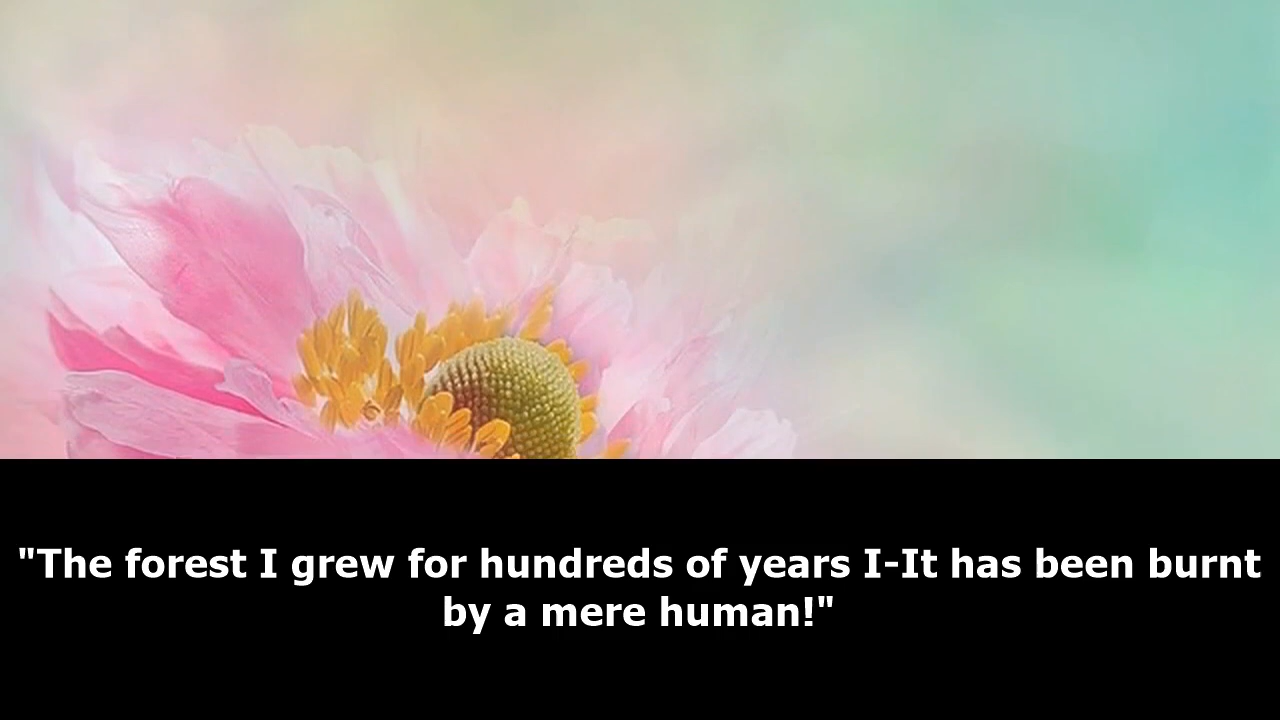 "The forest I grew for hundreds of years I-It has been burnt
by a mere human!"